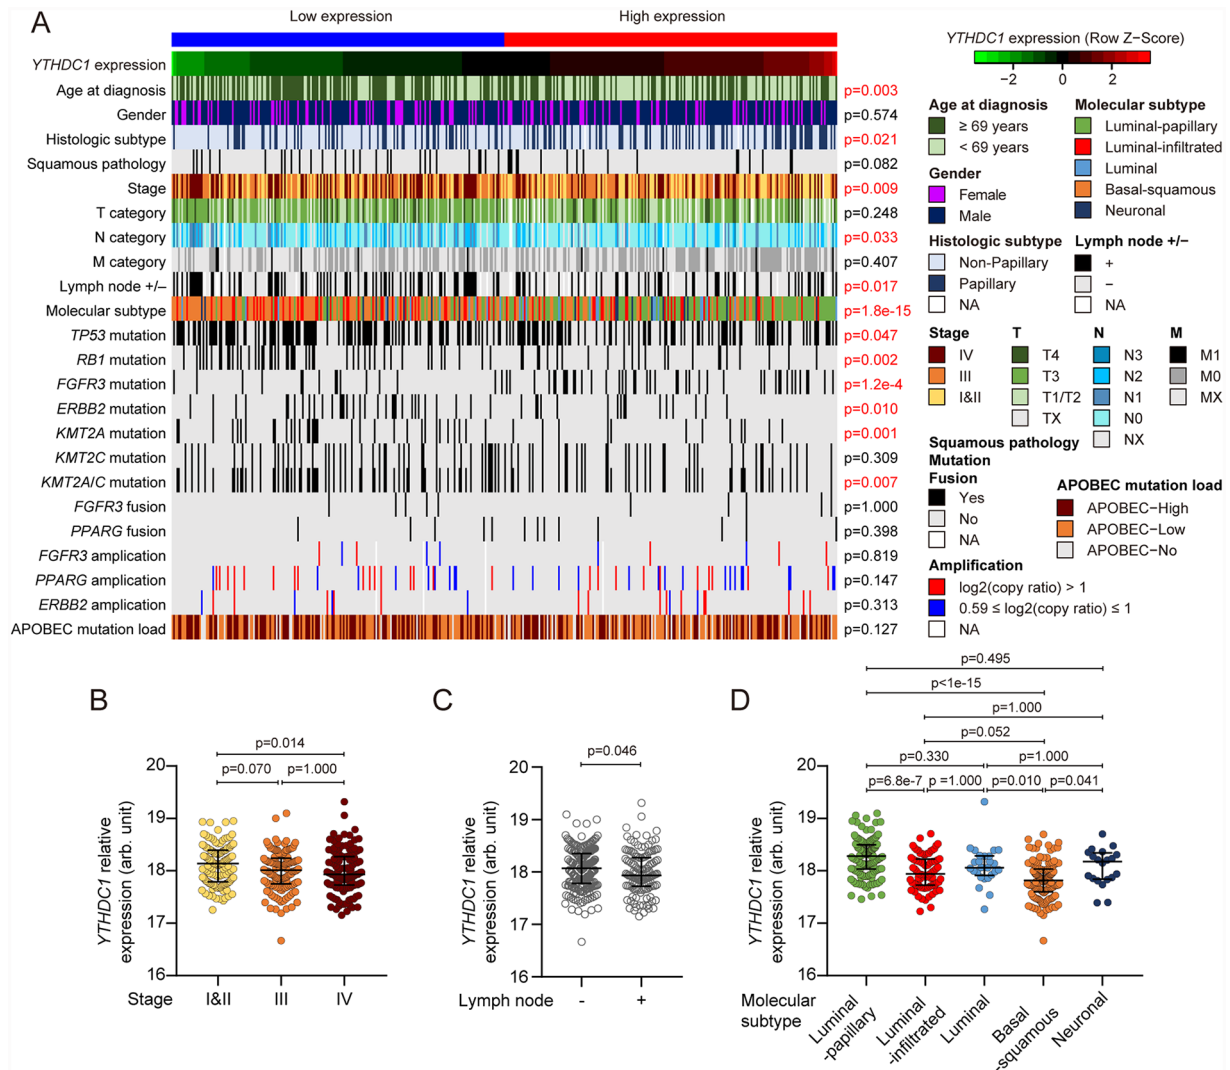 A
Low expression
High expression
YTHDC1 expression
Age at diagnosis
p=0.003
Gender
p=0.574
Histologic subtype
p=0.021
Squamous pathology
p=0.082
Stage
p=0.009
T category
p=0.248
N category
p=0.033
M category
p=0.407
Lymph node +/−
p=0.017
Molecular subtype
p=1.8e-15
TP53 mutation
p=0.047
RB1 mutation
p=0.002
FGFR3 mutation
p=1.2e-4
ERBB2 mutation
p=0.010
KMT2A mutation
p=0.001
KMT2C mutation
p=0.309
KMT2A/C mutation
p=0.007
FGFR3 fusion
p=1.000
PPARG fusion
p=0.398
FGFR3 amplication
p=0.819
PPARG amplication
p=0.147
ERBB2 amplication
p=0.313
APOBEC mutation load
p=0.127
YTHDC1 expression (Row Z−Score)
−2
0
2
Age at diagnosis
≥ 69 years
< 69 years
Gender
Female
Male
Histologic subtype
Non-Papillary
Papillary
NA
Molecular subtype
Luminal-papillary
Luminal-infiltrated
Luminal
Basal-squamous
Neuronal
Lymph node +/−
+
−
NA
Stage
IV
III
I&II
T
T4
T3
T1/T2
TX
N
N3
N2
N1
N0
NX
M
M1
M0
MX
Squamous pathology
Mutation
Fusion
Yes
No
NA
APOBEC mutation load
APOBEC−High
APOBEC−Low
APOBEC−No
Amplification
log2(copy ratio) > 1
0.59 ≤ log2(copy ratio) ≤ 1
NA
B
p=0.014
p=0.070
p=1.000
20
19
18
17
16
YTHDC1 relative
expression (arb. unit)
Stage
I&II
III
IV
C
p=0.046
20
19
18
17
16
YTHDC1 relative
expression (arb. unit)
Lymph node
-
+
D
p=0.495
p<1e-15
p=1.000
p=0.052
p=0.330
p=1.000
p=6.8e-7
p =1.000
p=0.010
p=0.041
20
19
18
17
16
YTHDC1 relative
expression (arb. unit)
Molecular
subtype
Luminal
-papillary
Luminal
-infiltrated
Luminal
Basal
-squamous
Neuronal